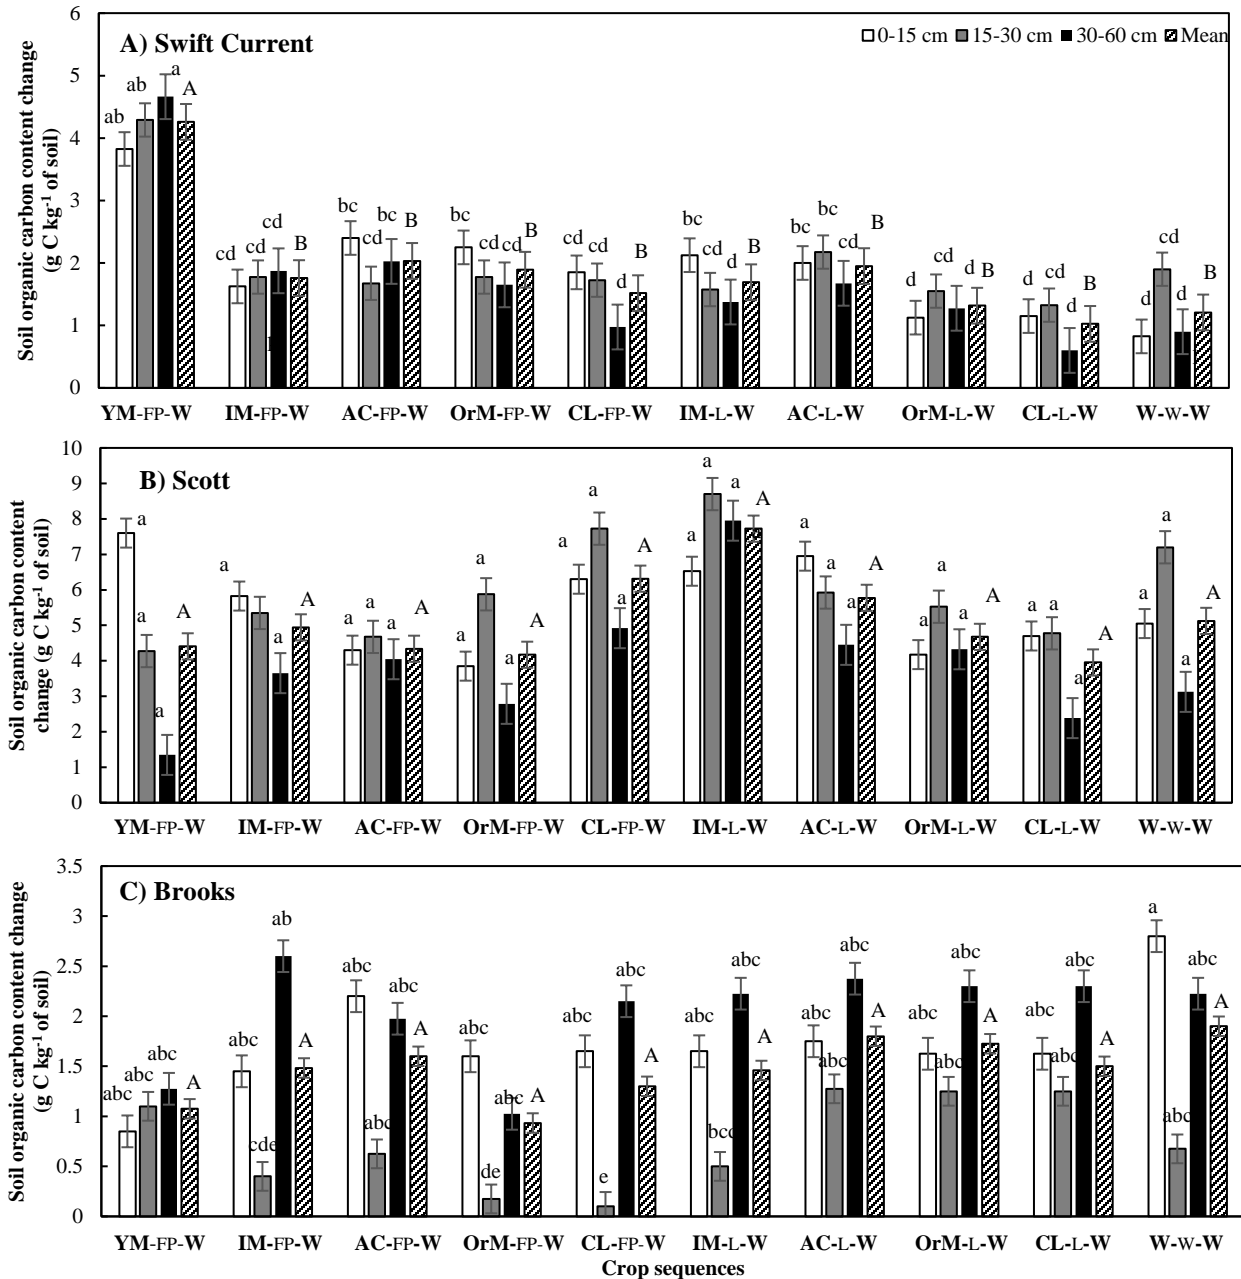 A) Swift Current
0-15 cm 15-30 cm 30-60 cm Mean
Soil organic carbon content change
(g C kg-1 of soil)
6
5
4
3
2
1
0
ab ab a A
cd cd cd B
bc cd bc B
bc cd cd B
cd cd d B
bc cd d B
bc bc cd B
d cd d B
d cd d B
d cd d B
YM-FP-W IM-FP-W AC-FP-W OrM-FP-W CL-FP-W IM-L-W AC-L-W OrM-L-W CL-L-W W-W-W
B) Scott
Soil organic carbon content
change (g C kg-1 of soil)
10
9
8
7
6
5
4
3
2
1
0
a a a A
a a a A
a a a A
a a a A
a a a A
a a a A
a a a A
a a a A
a a a A
a a a A
YM-FP-W IM-FP-W AC-FP-W OrM-FP-W CL-FP-W IM-L-W AC-L-W OrM-L-W CL-L-W W-W-W
C) Brooks
Soil organic carbon content change
(g C kg-1 of soil)
3.5
3
2.5
2
1.5
1
0.5
0
abc abc abc A
abc cde ab A
abc abc abc A
abc de abc A
abc e abc A
abc bcd abc A
abc abc abc A
abc abc abc A
abc abc abc A
a abc abc A
YM-FP-W IM-FP-W AC-FP-W OrM-FP-W CL-FP-W IM-L-W AC-L-W OrM-L-W CL-L-W W-W-W
Crop sequences